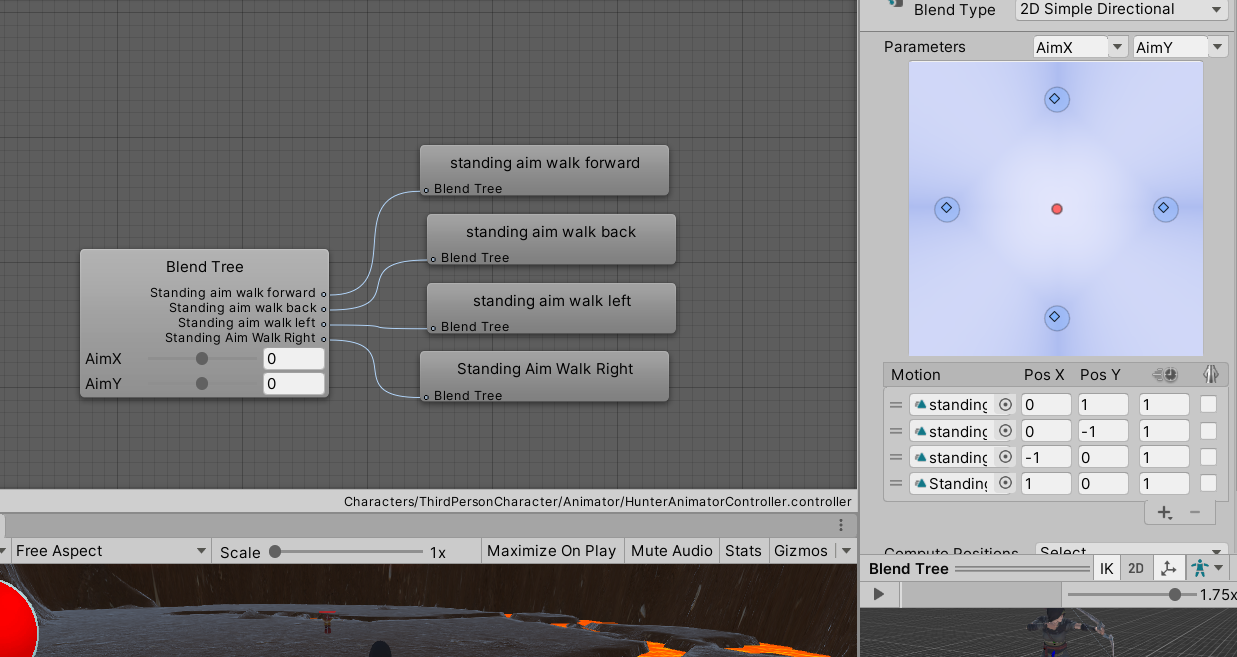 Blend Type 2D Simple Directional
Parameters AimX AimY
standing aim walk forward
Blend Tree
standing aim walk back
Blend Tree
standing aim walk left
Blend Tree
Standing Aim Walk Right
Blend Tree
Blend Tree
Standing aim walk forward
Standing aim walk back
Standing aim walk left
Standing Aim Walk Right
AimX 0
AimY 0
Motion Pos X Pos Y
standing 0 1 1
standing 0 -1 1
standing -1 0 1
Standing 1 0 1
+ -
Characters/ThirdPersonCharacter/Animator/HunterAnimatorController.controller
Free Aspect Scale 1x Maximize On Play Mute Audio Stats Gizmos
Compute Positions Select
Blend Tree IK 2D
1.75x